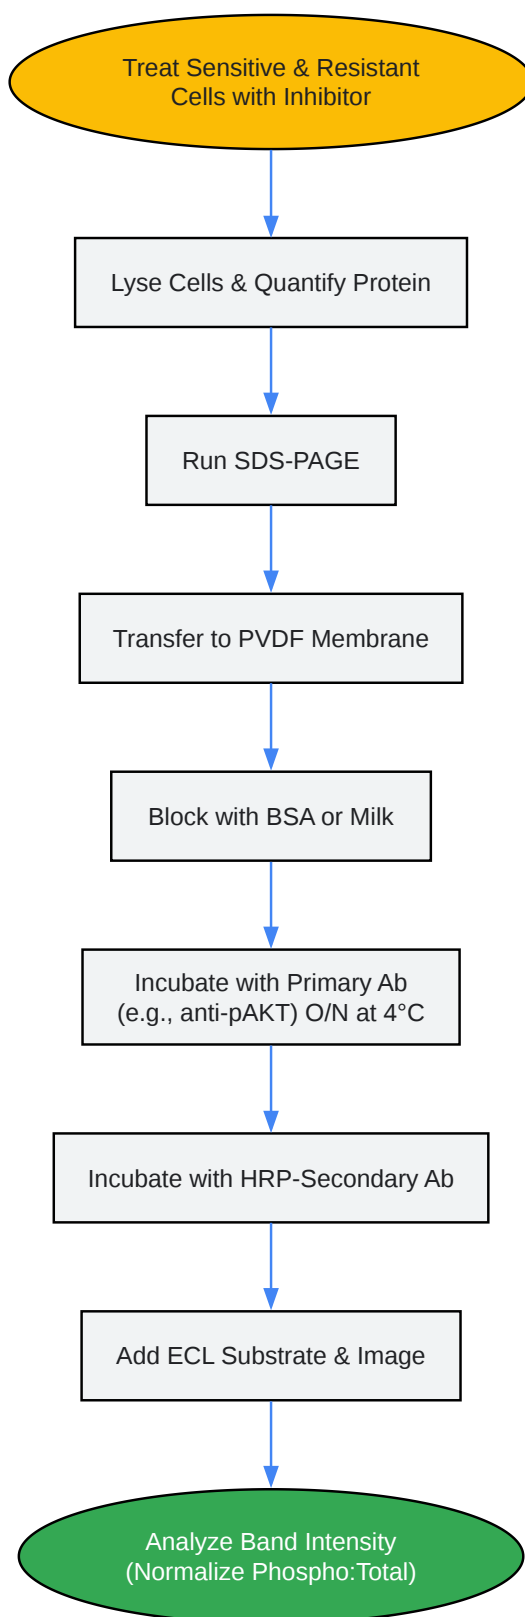 Treat Sensitive & Resistant
Cells with Inhibitor
Lyse Cells & Quantify Protein
Run SDS-PAGE
Transfer to PVDF Membrane
Block with BSA or Milk
Incubate with Primary Ab
(e.g., anti-pAKT) O/N at 4°C
Incubate with HRP-Secondary Ab
Add ECL Substrate & Image
Analyze Band Intensity
(Normalize Phospho:Total)